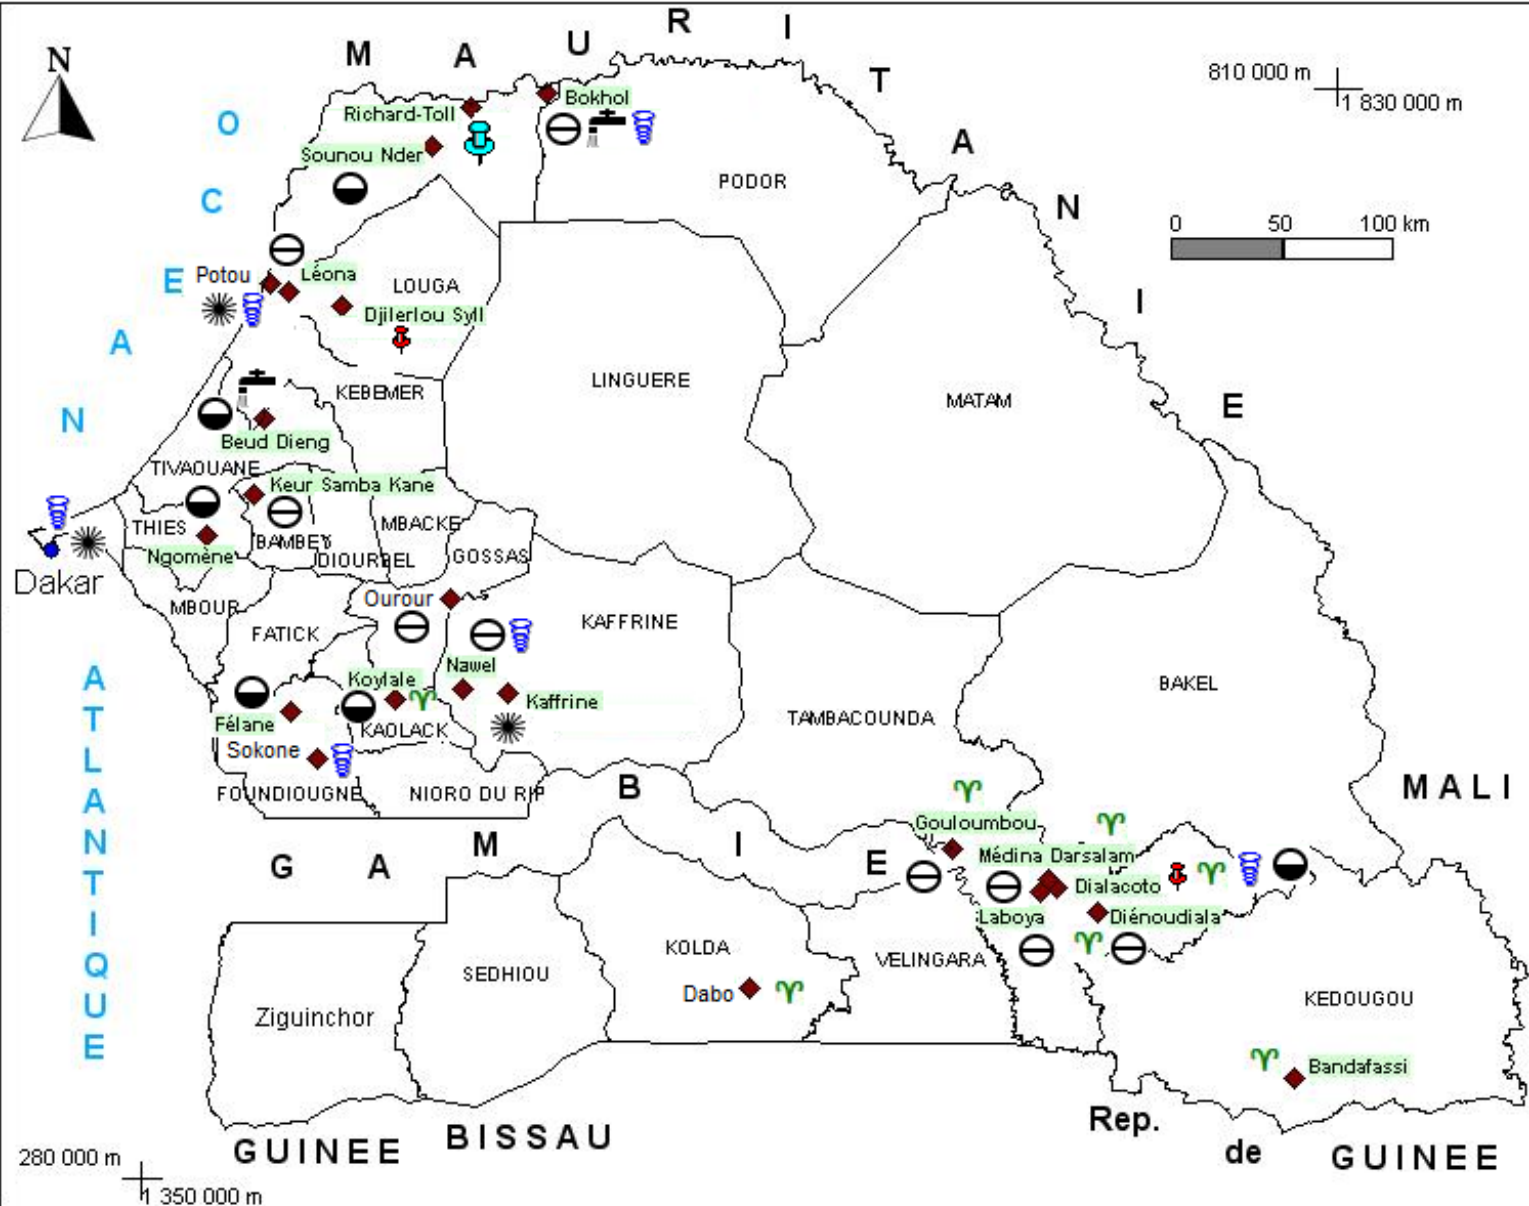 N
M A U R I T A N I E
O C E A N
ATLANTIQUE
810 000 m
1 830 000 m
0 50 100 km
Richard-Toll
Bokhol
Sounou Nder
PODOR
Potou
Léona
LOUGA
Djilerlou Syll
LINGUERE
KEBEMER
MATAM
Beud Dieng
TIVAOUANE
Keur Samba Kane
THIES
MBACKE
BAMBEY
Ngomène
DIOURBEL
GOSSAS
Dakar
MBOUR
Ourour
FATICK
KAFFRINE
Nawel
Koylale
Kaffrine
BAKEL
Félane
KAOLACK
TAMBACOUNDA
Sokone
FOUNDIOUGNE
NIORO DU RIP
MALI
G A M B I E
Gouloumbou
Médina Darsalam
Dialacoto
Laboya
Diénoudiala
KOLDA
SEDHIOU
VELINGARA
Dabo
Ziguinchor
KEDOUGOU
Bandafassi
Rep. de GUINEE
GUINEE BISSAU
280 000 m
1 350 000 m